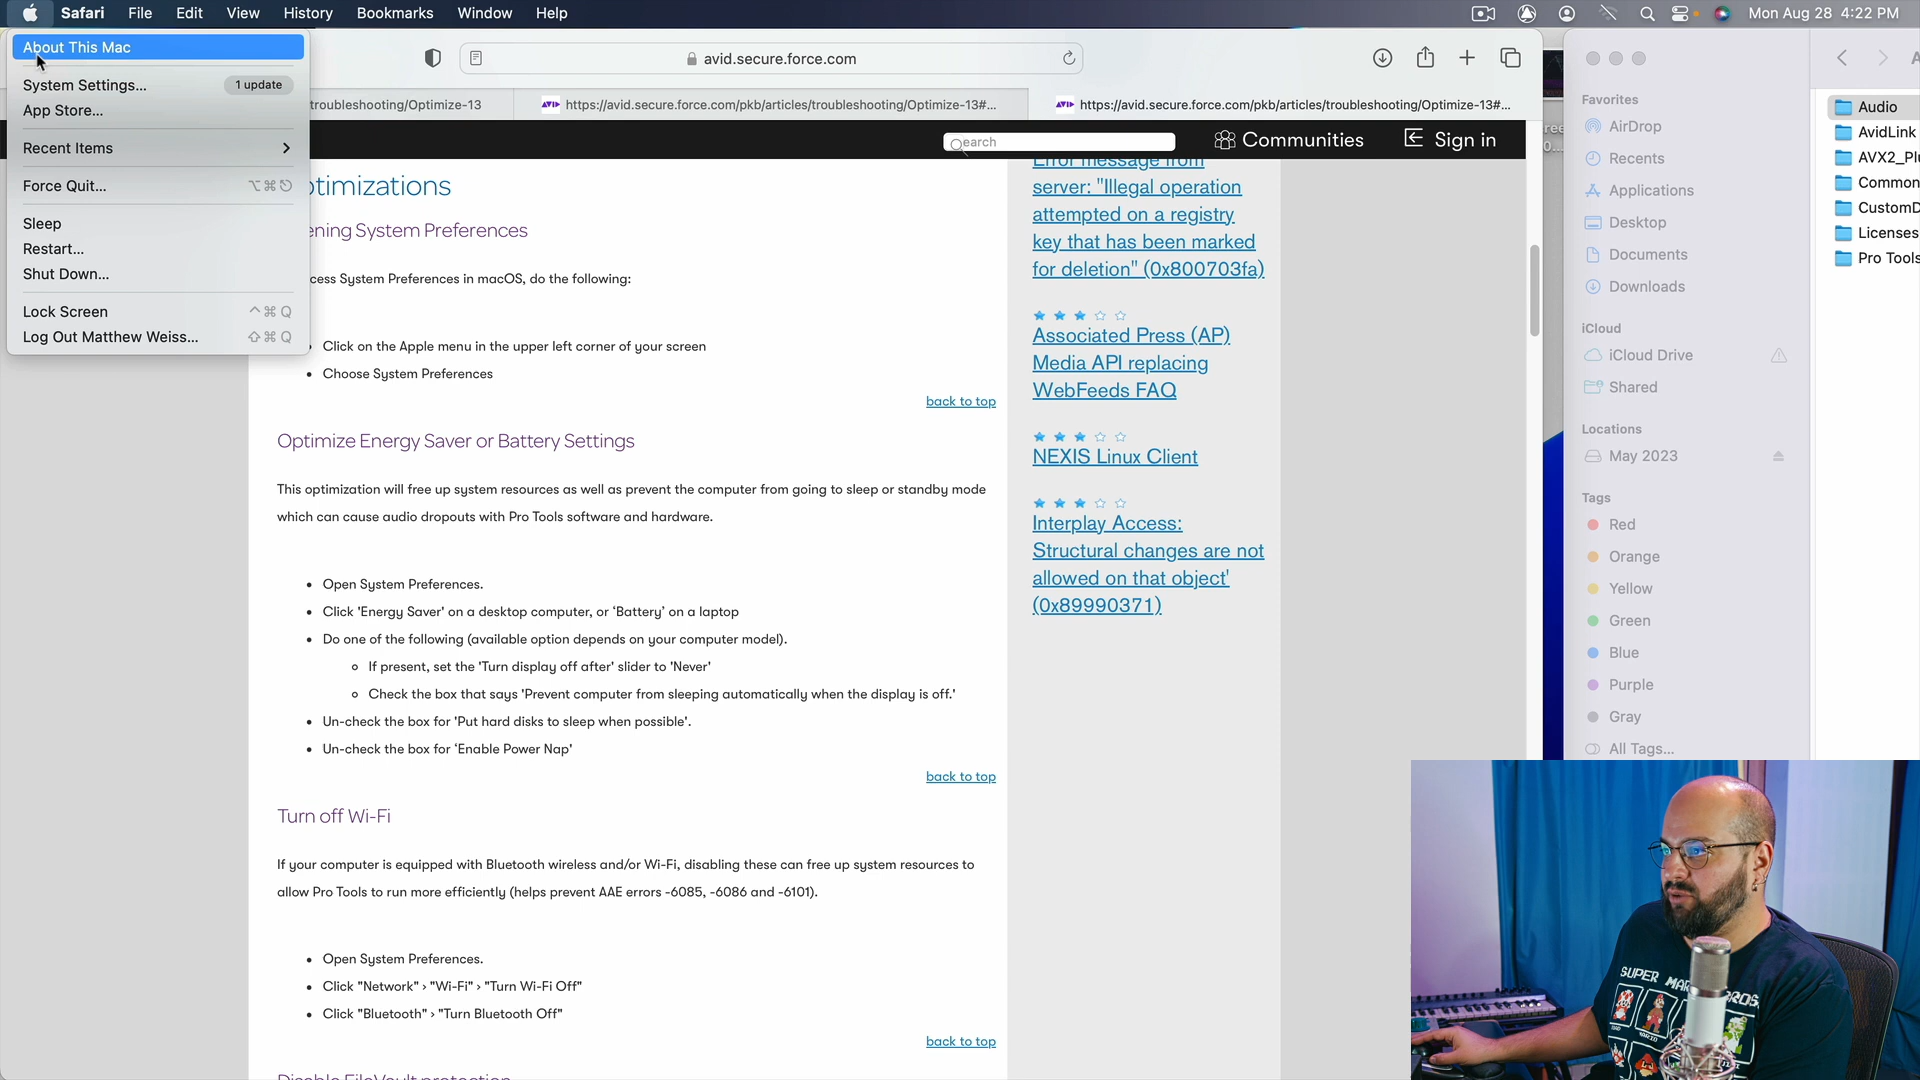 Safari File Edit View History Bookmarks Window Help
Mon Aug 28 4:22 PM
About This Mac
System Settings... 1 update
App Store...
Recent Items
Force Quit...
Sleep
Restart...
Shut Down...
Lock Screen
Log Out Matthew Weiss...
avid.secure.force.com
troubleshooting/Optimize-13
https://avid.secure.force.com/pkb/articles/troubleshooting/Optimize-13#...
https://avid.secure.force.com/pkb/articles/troubleshooting/Optimize-13#...
earch
Communities
Sign in
ptimizations
ening System Preferences
cess System Preferences in macOS, do the following:
• Click on the Apple menu in the upper left corner of your screen
• Choose System Preferences
back to top
Optimize Energy Saver or Battery Settings
This optimization will free up system resources as well as prevent the computer from going to sleep or standby mode
which can cause audio dropouts with Pro Tools software and hardware.
• Open System Preferences.
• Click 'Energy Saver' on a desktop computer, or ‘Battery’ on a laptop
• Do one of the following (available option depends on your computer model).
If present, set the 'Turn display off after' slider to 'Never'
Check the box that says 'Prevent computer from sleeping automatically when the display is off.'
• Un-check the box for 'Put hard disks to sleep when possible'.
• Un-check the box for ‘Enable Power Nap'
back to top
Turn off Wi-Fi
If your computer is equipped with Bluetooth wireless and/or Wi-Fi, disabling these can free up system resources to
allow Pro Tools to run more efficiently (helps prevent AAE errors -6085, -6086 and -6101).
• Open System Preferences.
• Click "Network" › "Wi-Fi" › "Turn Wi-Fi Off"
• Click "Bluetooth" › "Turn Bluetooth Off"
back to top
Disable FileVault protection
Error message from
server: "Illegal operation
attempted on a registry
key that has been marked
for deletion" (0x800703fa)
Associated Press (AP)
Media API replacing
WebFeeds FAQ
NEXIS Linux Client
Interplay Access:
Structural changes are not
allowed on that object'
(0x89990371)
Favorites
AirDrop
Recents
Applications
Desktop
Documents
Downloads
iCloud
iCloud Drive
Shared
Locations
May 2023
Tags
Red
Orange
Yellow
Green
Blue
Purple
Gray
All Tags...
Audio
AvidLink
AVX2_Plu
Common
CustomD
Licenses
Pro Tools
SUPER MARIO BROS